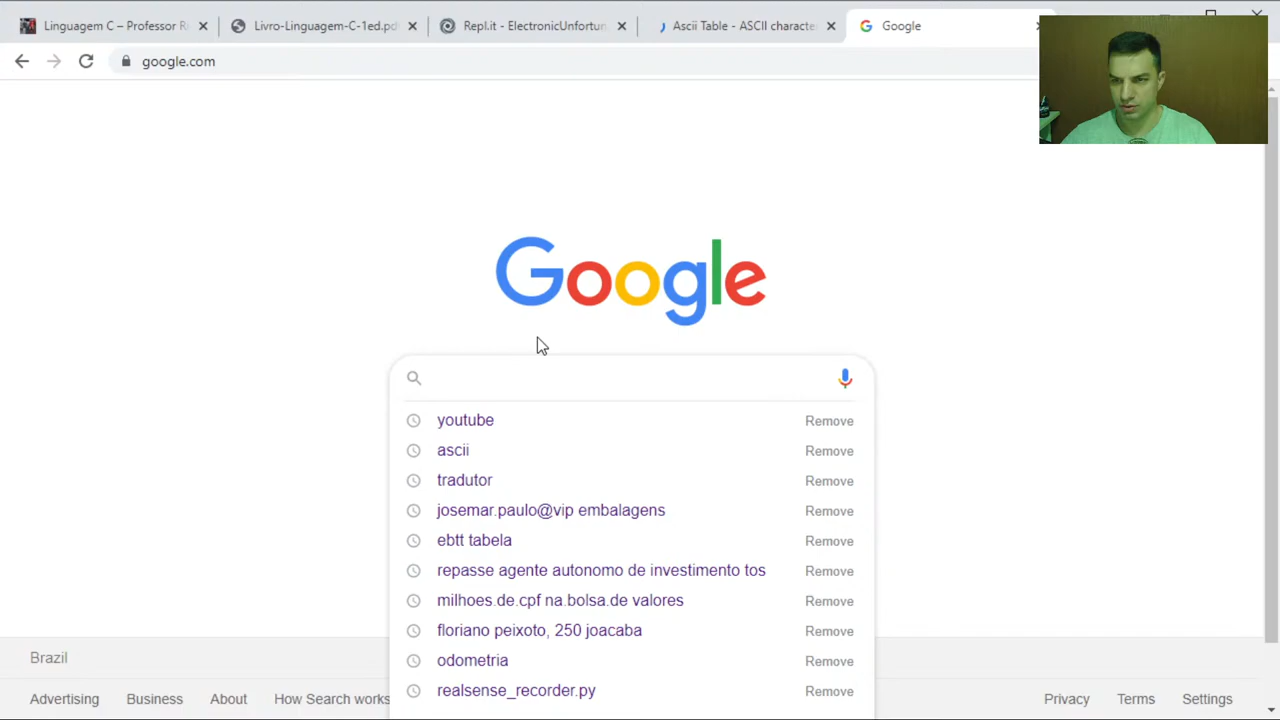 Linguagem C – Professor R
Livro-Linguagem-C-1ed.pd
Repl.it - ElectronicUnfortun
Ascii Table - ASCII characte
Google
google.com
Google
youtube Remove
ascii Remove
tradutor Remove
josemar.paulo@vip embalagens Remove
ebtt tabela Remove
repasse agente autonomo de investimento tos Remove
milhoes.de.cpf na.bolsa.de valores Remove
floriano peixoto, 250 joacaba Remove
odometria Remove
realsense_recorder.py Remove
Brazil
Advertising Business About How Search works Privacy Terms Settings